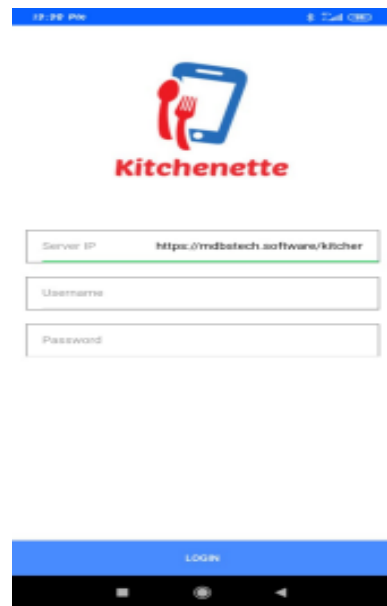 Kitchenette
Server IP https://mdbstech.software/kitcher
Username
Password
LOGIN